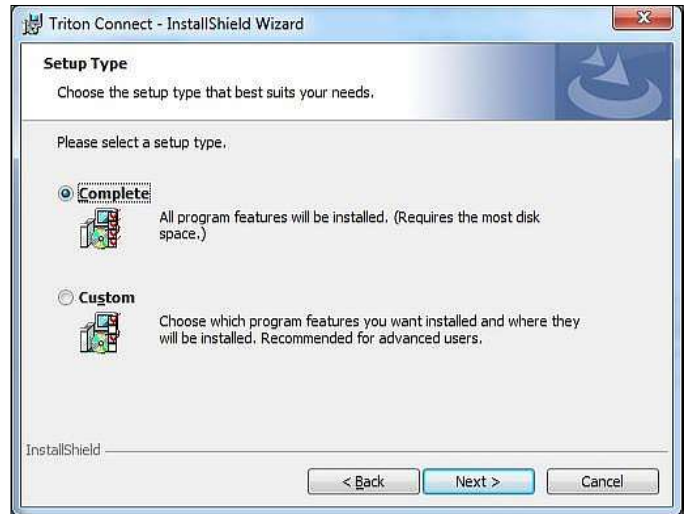 Triton Connect - InstallShield Wizard
Setup Type
Choose the setup type that best suits your needs.
Please select a setup type.
Complete
All program features will be installed. (Requires the most disk
space.)
Custom
Choose which program features you want installed and where they
will be installed. Recommended for advanced users.
InstallShield
< Back Next > Cancel